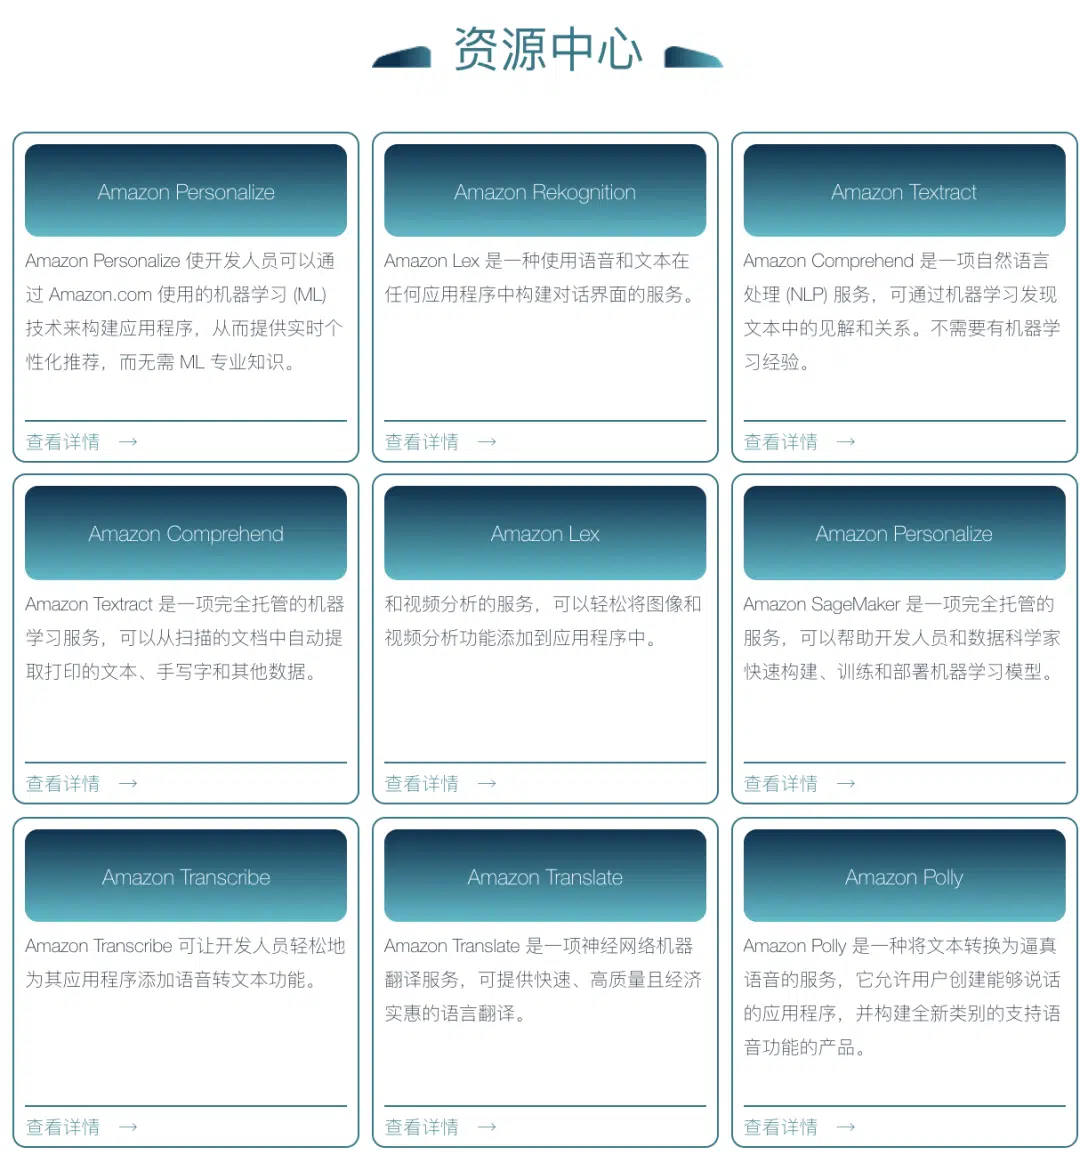 资源中心
Amazon Personalize
Amazon Personalize 使开发人员可以通
过 Amazon.com 使用的机器学习 (ML)
技术来构建应用程序，从而提供实时个
性化推荐，而无需 ML 专业知识。
查看详情 →
Amazon Rekognition
Amazon Lex 是一种使用语音和文本在
任何应用程序中构建对话界面的服务。
查看详情 →
Amazon Textract
Amazon Comprehend 是一项自然语言
处理 (NLP) 服务，可通过机器学习发现
文本中的见解和关系。不需要有机器学
习经验。
查看详情 →
Amazon Comprehend
Amazon Textract 是一项完全托管的机器
学习服务，可以从扫描的文档中自动提
取打印的文本、手写字和其他数据。
查看详情 →
Amazon Lex
和视频分析的服务，可以轻松将图像和
视频分析功能添加到应用程序中。
查看详情 →
Amazon Personalize
Amazon SageMaker 是一项完全托管的
服务，可以帮助开发人员和数据科学家
快速构建、训练和部署机器学习模型。
查看详情 →
Amazon Transcribe
Amazon Transcribe 可让开发人员轻松地
为其应用程序添加语音转文本功能。
查看详情 →
Amazon Translate
Amazon Translate 是一项神经网络机器
翻译服务，可提供快速、高质量且经济
实惠的语言翻译。
查看详情 →
Amazon Polly
Amazon Polly 是一种将文本转换为逼真
语音的服务，它允许用户创建能够说话
的应用程序，并构建全新类别的支持语
音功能的产品。
查看详情 →